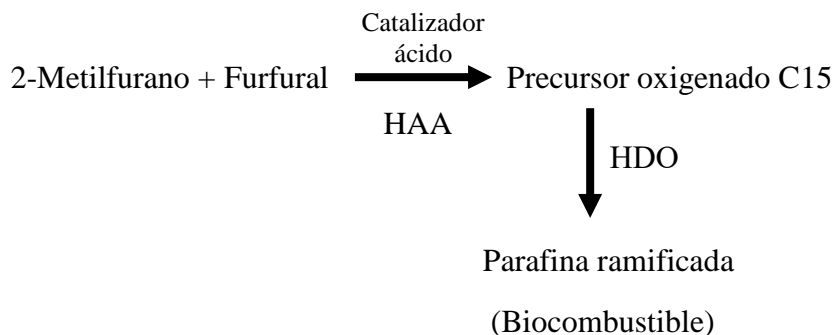 Catalizador
ácido
2-Metilfurano + Furfural
Precursor oxigenado C15
HAA
HDO
Parafina ramificada
(Biocombustible)